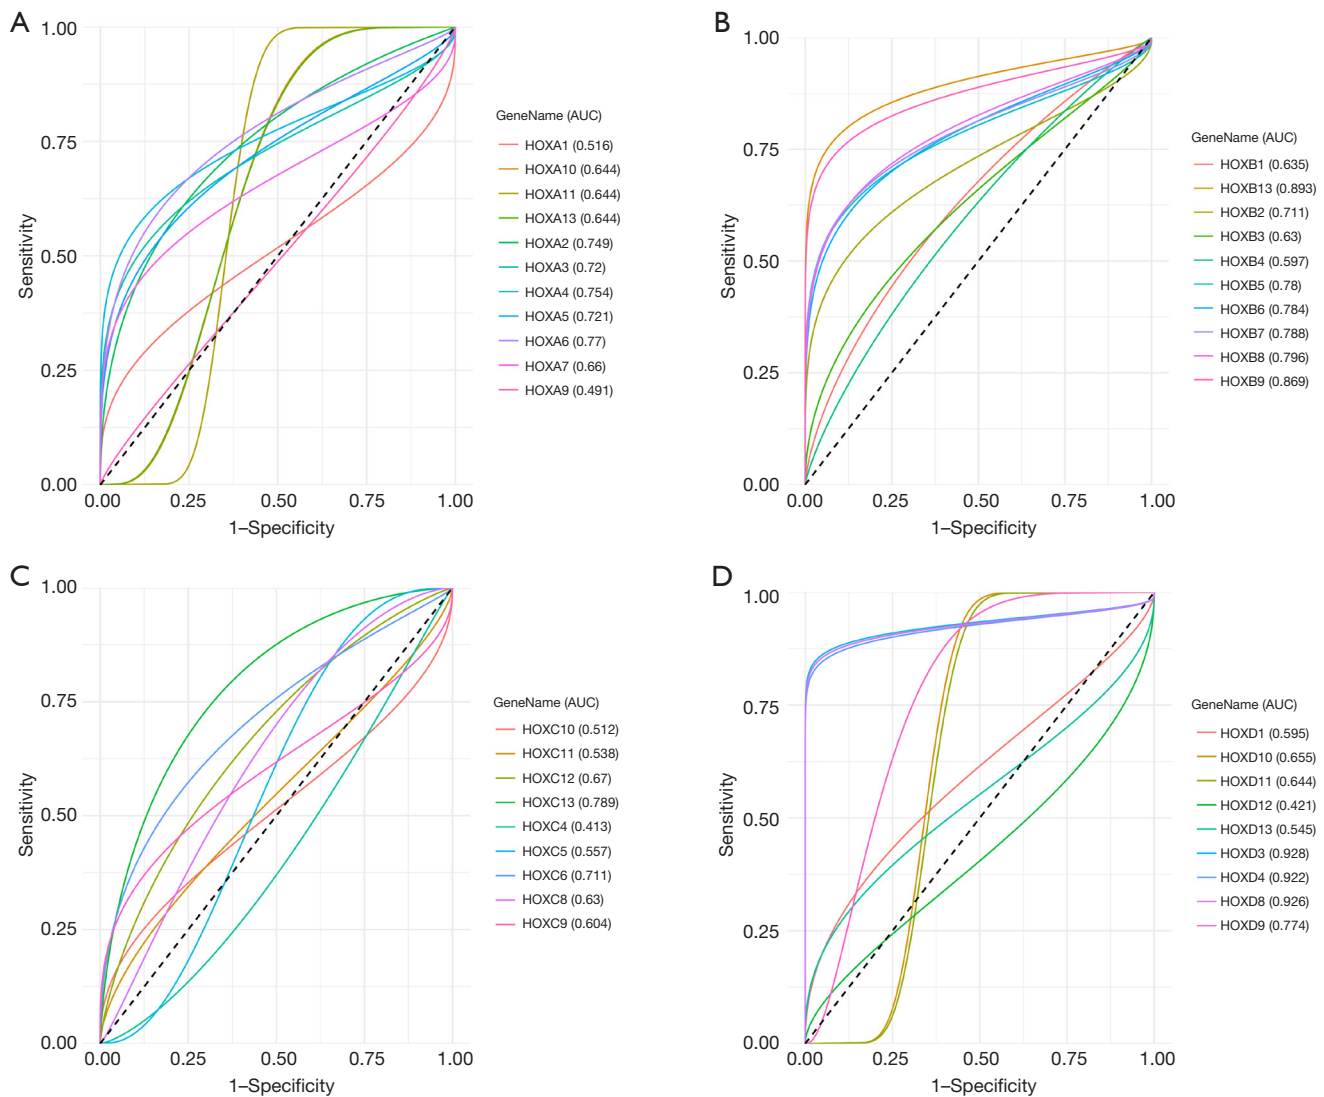 A
1.00
0.75
0.50
0.25
0.00
Sensitivity
0.00 0.25 0.50 0.75 1.00
1–Specificity
GeneName (AUC)
HOXA1 (0.516)
HOXA10 (0.644)
HOXA11 (0.644)
HOXA13 (0.644)
HOXA2 (0.749)
HOXA3 (0.72)
HOXA4 (0.754)
HOXA5 (0.721)
HOXA6 (0.77)
HOXA7 (0.66)
HOXA9 (0.491)
B
1.00
0.75
0.50
0.25
0.00
Sensitivity
0.00 0.25 0.50 0.75 1.00
1–Specificity
GeneName (AUC)
HOXB1 (0.635)
HOXB13 (0.893)
HOXB2 (0.711)
HOXB3 (0.63)
HOXB4 (0.597)
HOXB5 (0.78)
HOXB6 (0.784)
HOXB7 (0.788)
HOXB8 (0.796)
HOXB9 (0.869)
C
1.00
0.75
0.50
0.25
0.00
Sensitivity
0.00 0.25 0.50 0.75 1.00
1–Specificity
GeneName (AUC)
HOXC10 (0.512)
HOXC11 (0.538)
HOXC12 (0.67)
HOXC13 (0.789)
HOXC4 (0.413)
HOXC5 (0.557)
HOXC6 (0.711)
HOXC8 (0.63)
HOXC9 (0.604)
D
1.00
0.75
0.50
0.25
0.00
Sensitivity
0.00 0.25 0.50 0.75 1.00
1–Specificity
GeneName (AUC)
HOXD1 (0.595)
HOXD10 (0.655)
HOXD11 (0.644)
HOXD12 (0.421)
HOXD13 (0.545)
HOXD3 (0.928)
HOXD4 (0.922)
HOXD8 (0.926)
HOXD9 (0.774)